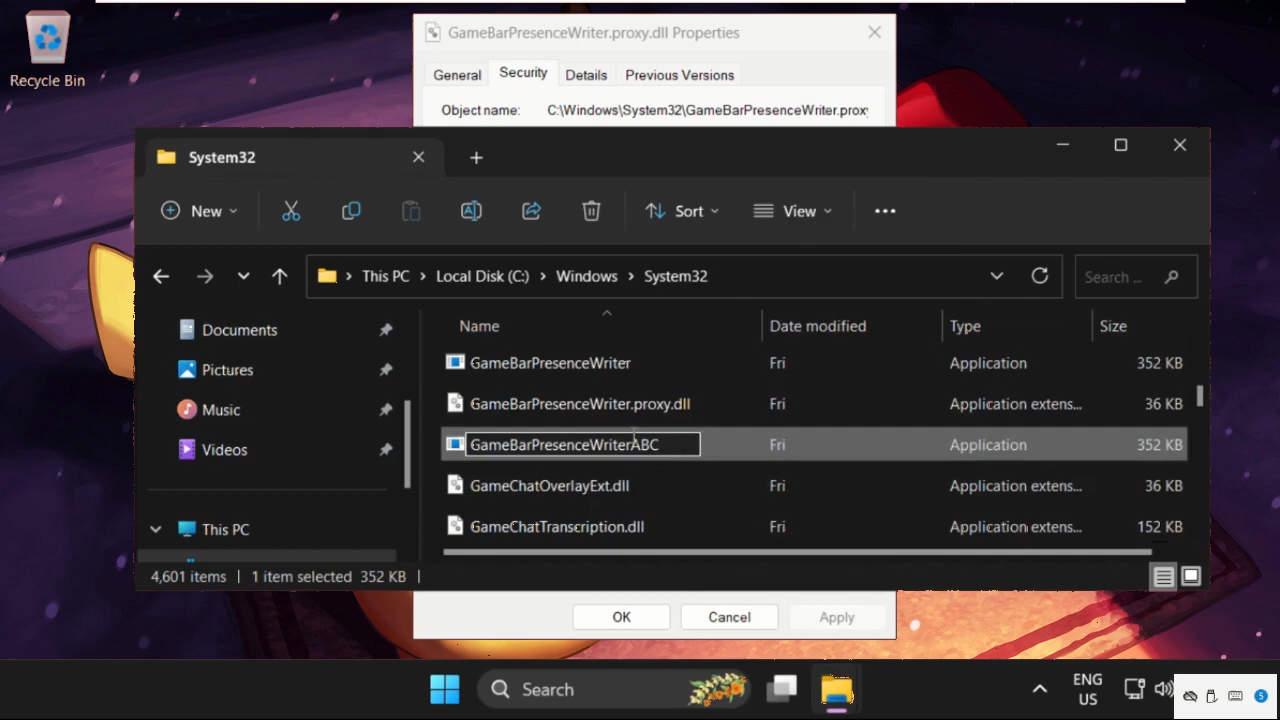 Recycle Bin
GameBarPresenceWriter.proxy.dll Properties
General Security Details Previous Versions
Object name: C:\Windows\System32\GameBarPresenceWriter.proxy
System32
New Sort View
This PC Local Disk (C:) Windows System32 Search ...
Documents
Pictures
Music
Videos
This PC
Name Date modified Type Size
GameBarPresenceWriter Fri Application 352 KB
GameBarPresenceWriter.proxy.dll Fri Application extens... 36 KB
GameBarPresenceWriterABC Fri Application 352 KB
GameChatOverlayExt.dll Fri Application extens... 36 KB
GameChatTranscription.dll Fri Application extens... 152 KB
4,601 items 1 item selected 352 KB
OK Cancel Apply
Search
ENG
US
5